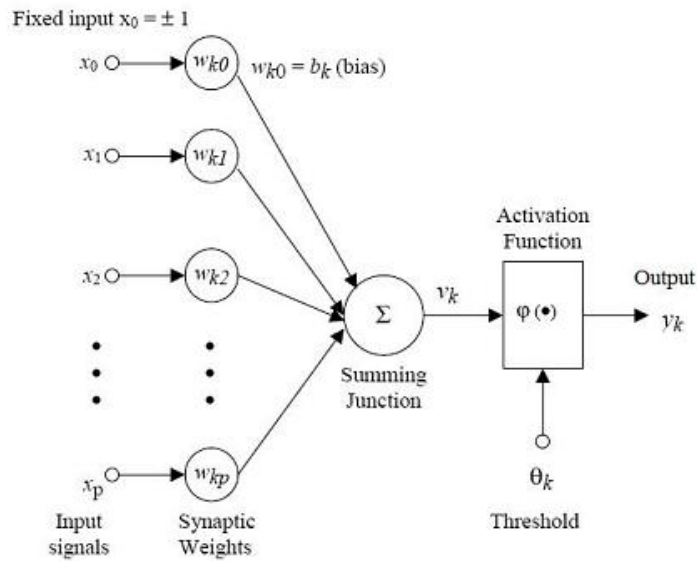 Fixed input x₀ = ± 1
x₀
wₖ₀
wₖ₀ = bₖ (bias)
x₁
wₖ₁
x₂
wₖ₂
Σ
Summing
Junction
vₖ
Activation
Function
φ (•)
Output
yₖ
θₖ
Threshold
xₚ
wₖₚ
Input
signals
Synaptic
Weights